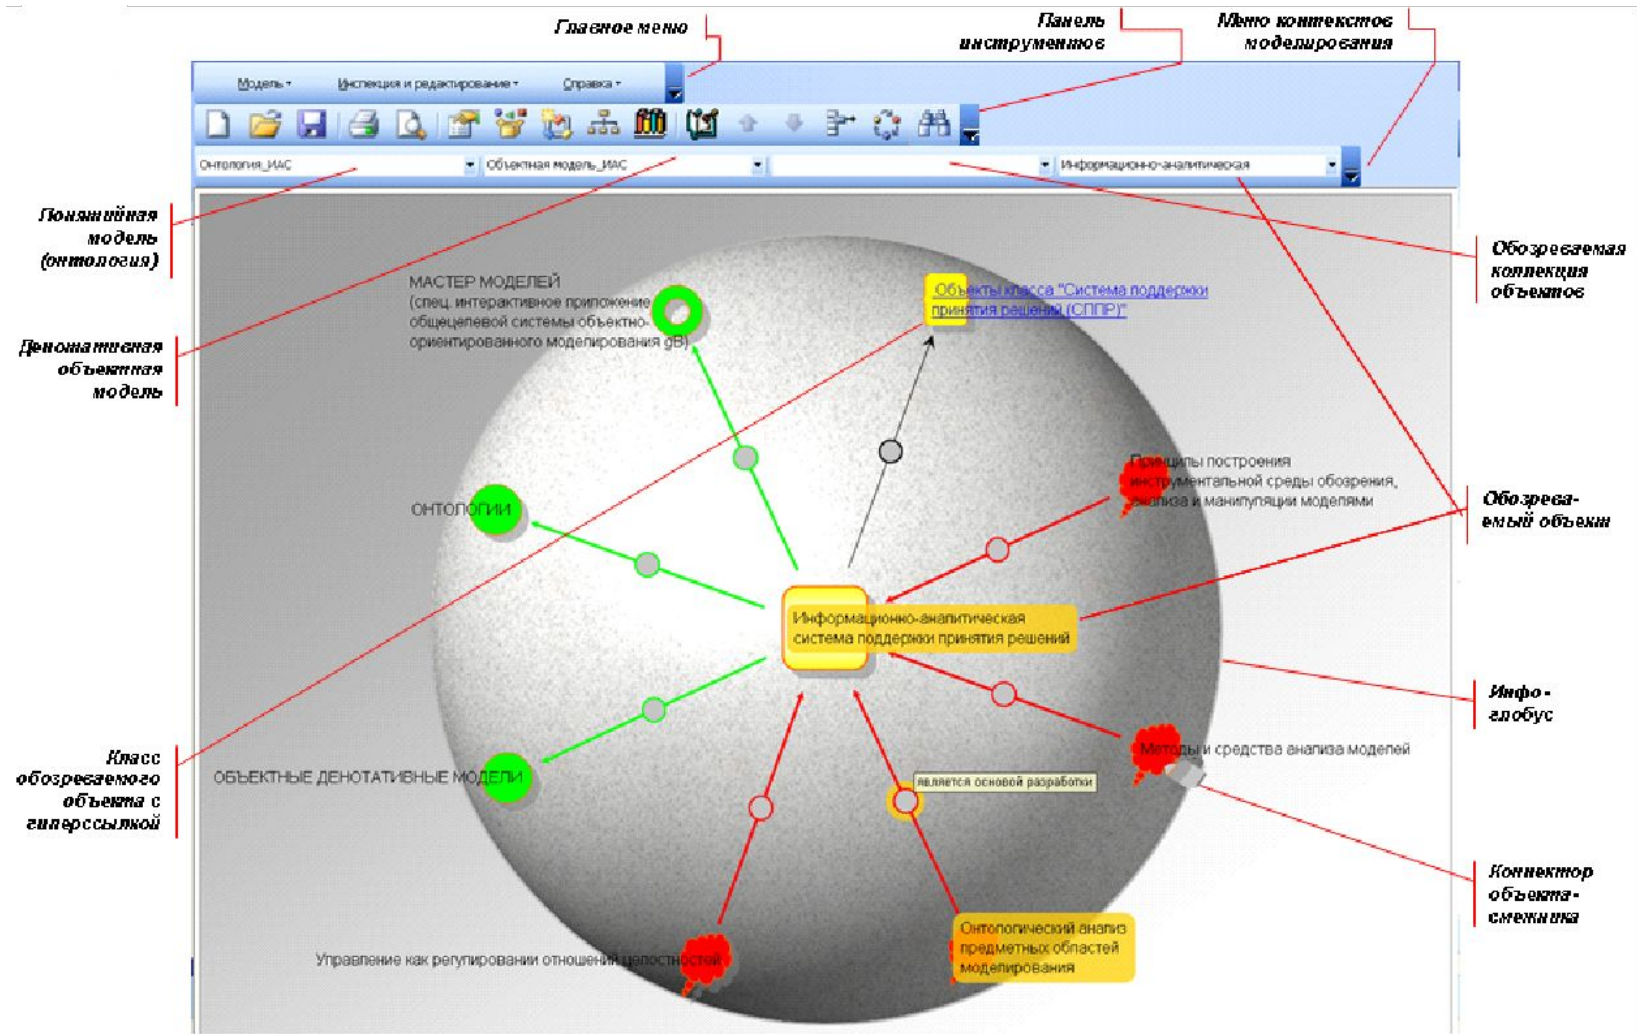 Главное меню
Панель
инструментов
Меню контекстов
моделирования
Модель
Инспекция и редактирование
Справка
Онтология_ИАС
Объектная модель_ИАС
Информационно-аналитическая
Понятийная
модель
(онтология)
Денотативная
объектная
модель
Класс
обозреваемого
объекта с
гиперссылкой
Обозреваемая
коллекция
объектов
Обозрева-
емый объект
Инфо-
глобус
Коннектор
объекта-
смежника
МАСТЕР МОДЕЛЕЙ
(спец. интерактивное приложение
общецелевой системы объектно-
ориентированного моделирования gB)
Объекты класса "Система поддержки
принятия решений (СППР)"
ОНТОЛОГИИ
Принципы построения
инструментальной среды обозрения,
анализа и манипуляции моделями
Информационно-аналитическая
система поддержки принятия решений
ОБЪЕКТНЫЕ ДЕНОТАТИВНЫЕ МОДЕЛИ
Методы и средства анализа моделей
является основой разработки
Управление как регулировании отношений целостностей
Онтологический анализ
предметных областей
моделирования